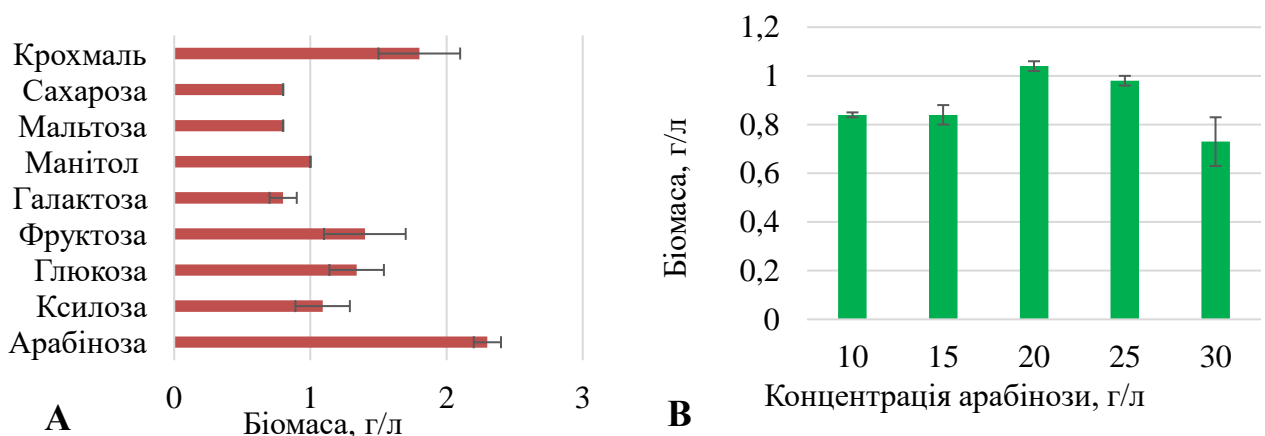 Крохмаль
Сахароза
Мальтоза
Манітол
Галактоза
Фруктоза
Глюкоза
Ксилоза
Арабіноза
0 1 2 3
Біомаса, г/л
А
Біомаса, г/л
1,2
1
0,8
0,6
0,4
0,2
0
10 15 20 25 30
Концентрація арабінози, г/л
В